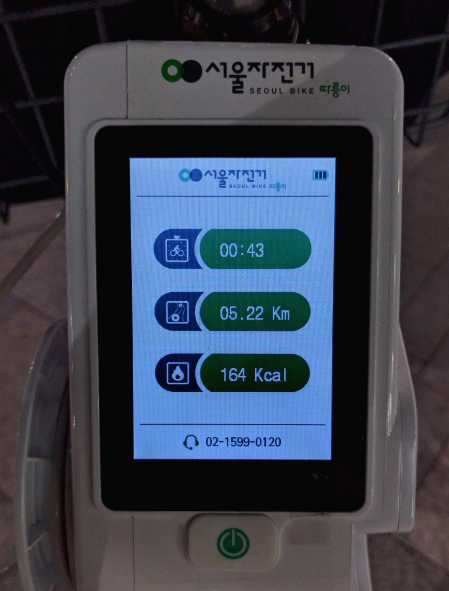 서울자전거
SEOUL BIKE 따릉이
서울자전거
SEOUL BIKE 따릉이
00:43
05.22 Km
164 Kcal
02-1599-0120